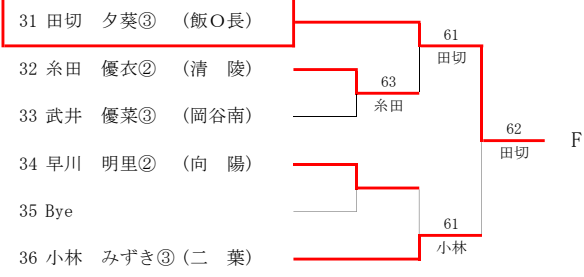 31 田切　夕葵③　(飯O長)
61
田切
32 糸田　優衣②　(清　陵)
63
糸田
33 武井　優菜③　(岡谷南)
62
田切
F
34 早川　明里②　(向　陽)
35 Bye
61
小林
36 小林　みずき③ (二　葉)